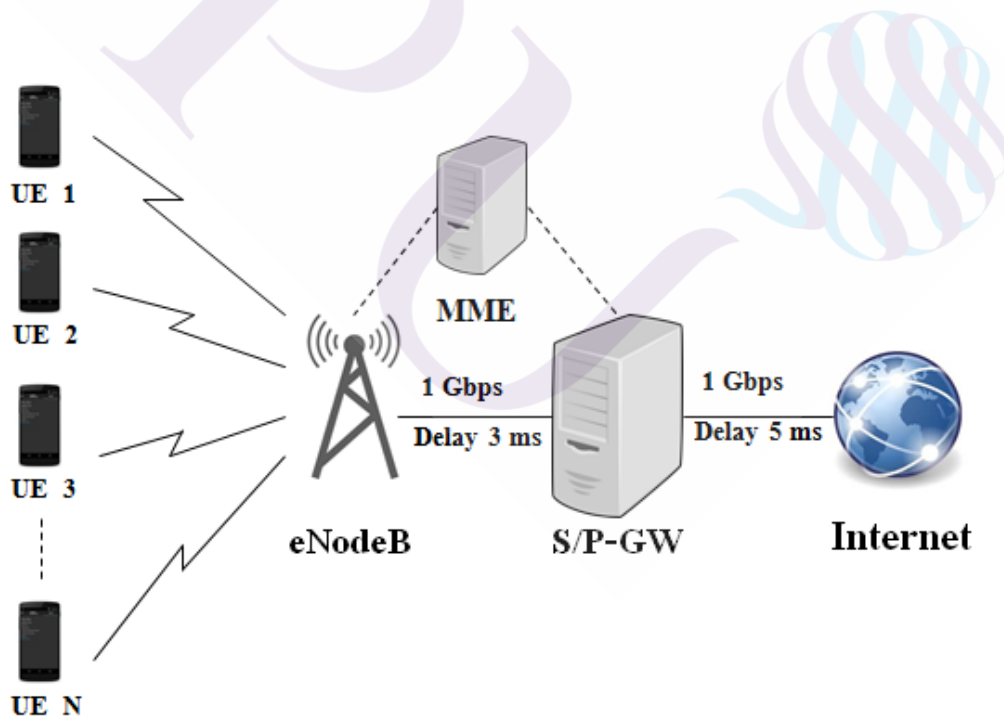 UE 1
UE 2
UE 3
UE N
MME
eNodeB
1 Gbps
Delay 3 ms
S/P-GW
1 Gbps
Delay 5 ms
Internet